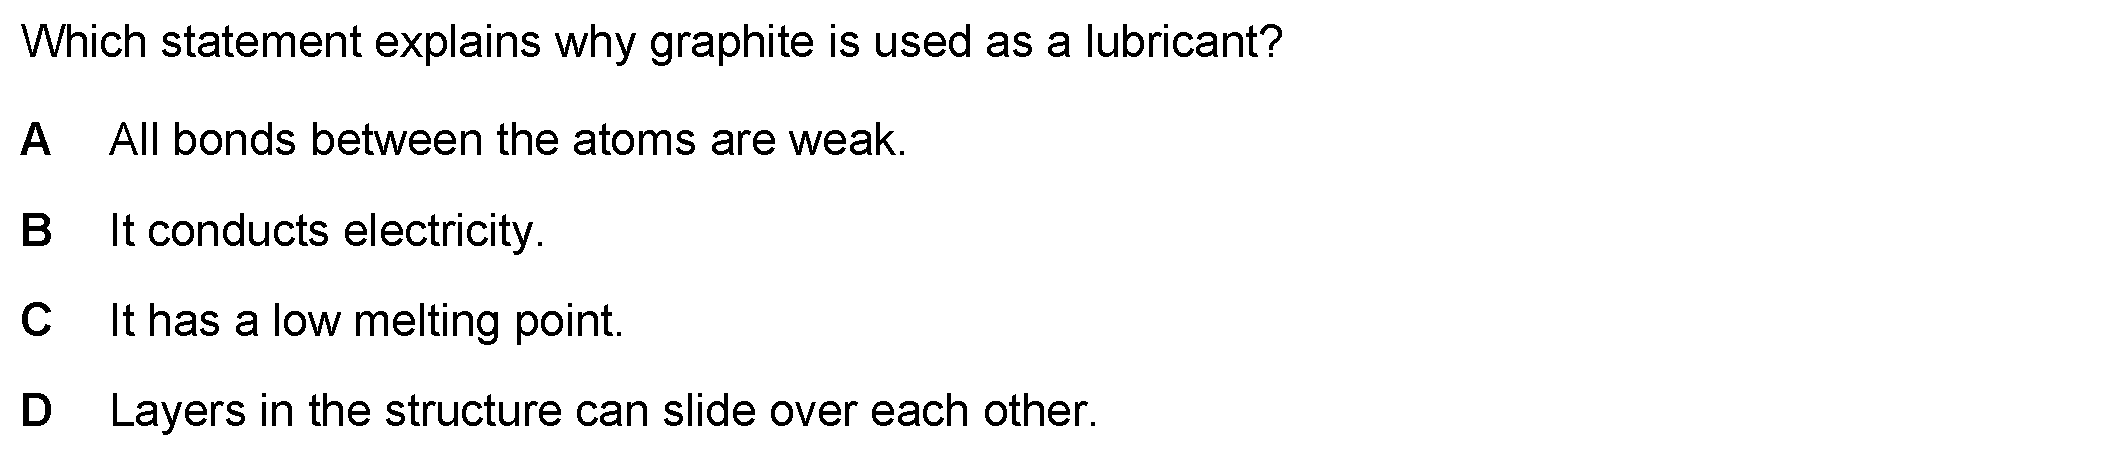 Which statement explains why graphite is used as a lubricant?
A All bonds between the atoms are weak.
B It conducts electricity.
C It has a low melting point.
D Layers in the structure can slide over each other.